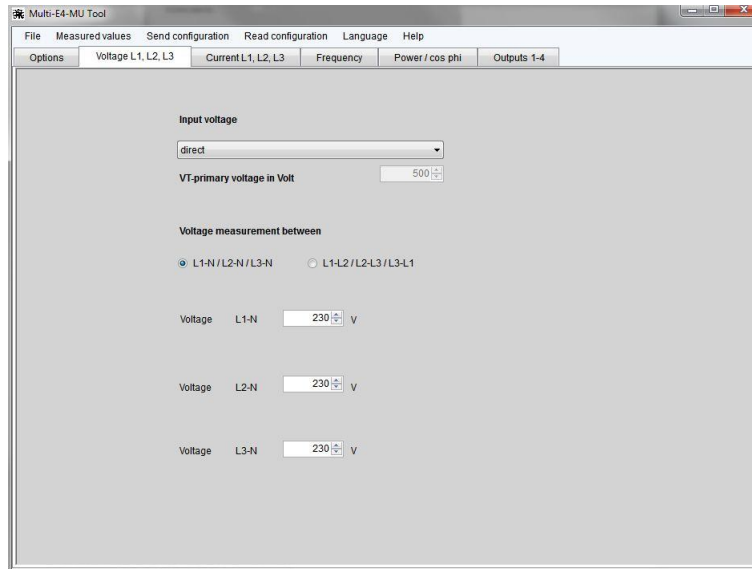 Multi-E4-MU Tool
File Measured values Send configuration Read configuration Language Help
Options Voltage L1, L2, L3 Current L1, L2, L3 Frequency Power / cos phi Outputs 1-4
Input voltage
direct
VT-primary voltage in Volt 500
Voltage measurement between
L1-N / L2-N / L3-N L1-L2 / L2-L3 / L3-L1
Voltage L1-N 230 V
Voltage L2-N 230 V
Voltage L3-N 230 V